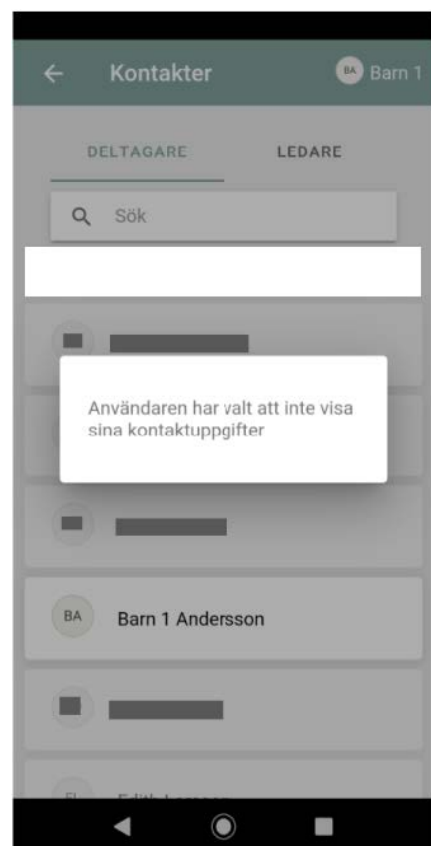 Kontakter
BA
Barn 1
DELTAGARE
LEDARE
Sök
Användaren har valt att inte visa
sina kontaktuppgifter
BA
Barn 1 Andersson